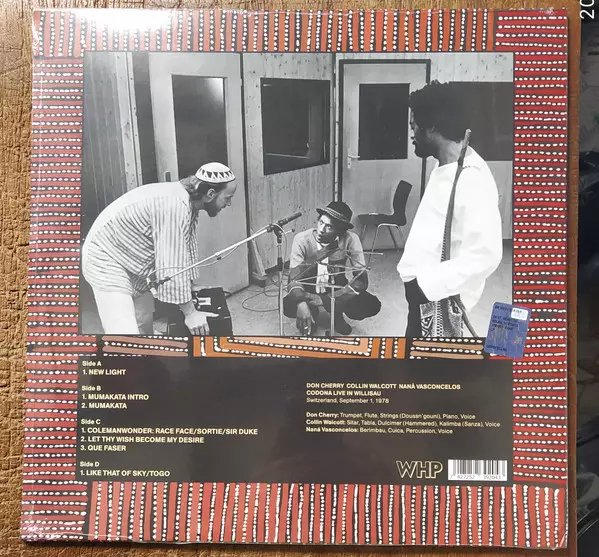 Side A
1. NEW LIGHT
Side B
1. MUMAKATA INTRO
2. MUMAKATA
Side C
1. COLEMANWONDER: RACE FACE/SORTIE/SIR DUKE
2. LET THY WISH BECOME MY DESIRE
3. QUE FASER
Side D
1. LIKE THAT OF SKY/TOGO
DON CHERRY COLLIN WALCOTT NANÁ VASCONCELOS
CODONA LIVE IN WILLISAU
Switzerland, September 1, 1978
Don Cherry: Trumpet, Flute, Strings (Doussn'gouni), Piano, Voice
Collin Walcott: Sitar, Tabla, Dulcimer (Hammered), Kalimba (Sanza), Voice
Naná Vasconcelos: Berimbau, Cuica, Percussion, Voice
WHP